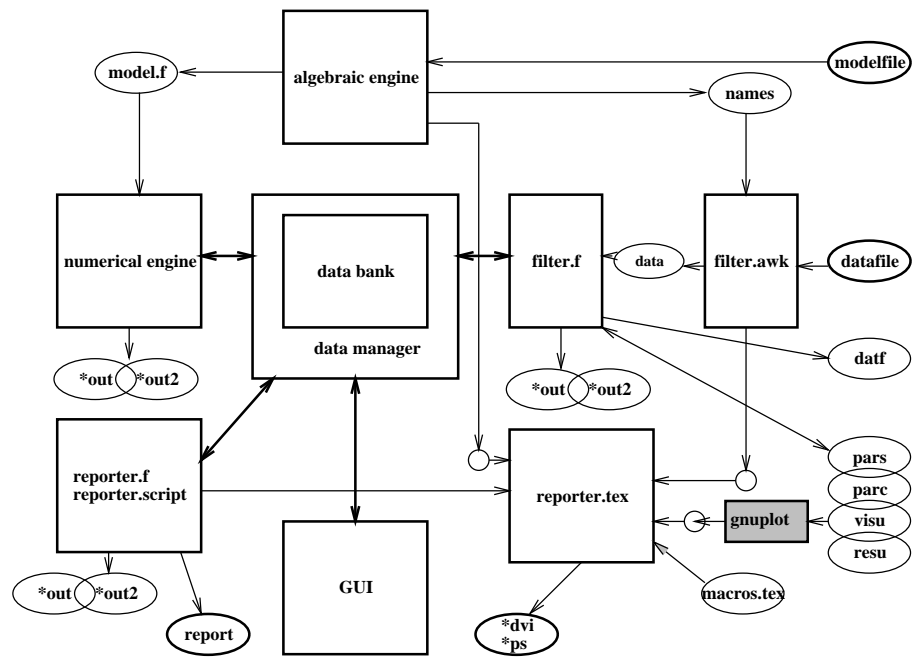 algebraic engine
modelfile
model.f
names
numerical engine
data bank
filter.f
data
filter.awk
datafile
data manager
datf
*out
*out2
*out
*out2
pars
reporter.f
reporter.script
reporter.tex
parc
gnuplot
visu
resu
GUI
*out
*out2
macros.tex
report
*dvi
*ps